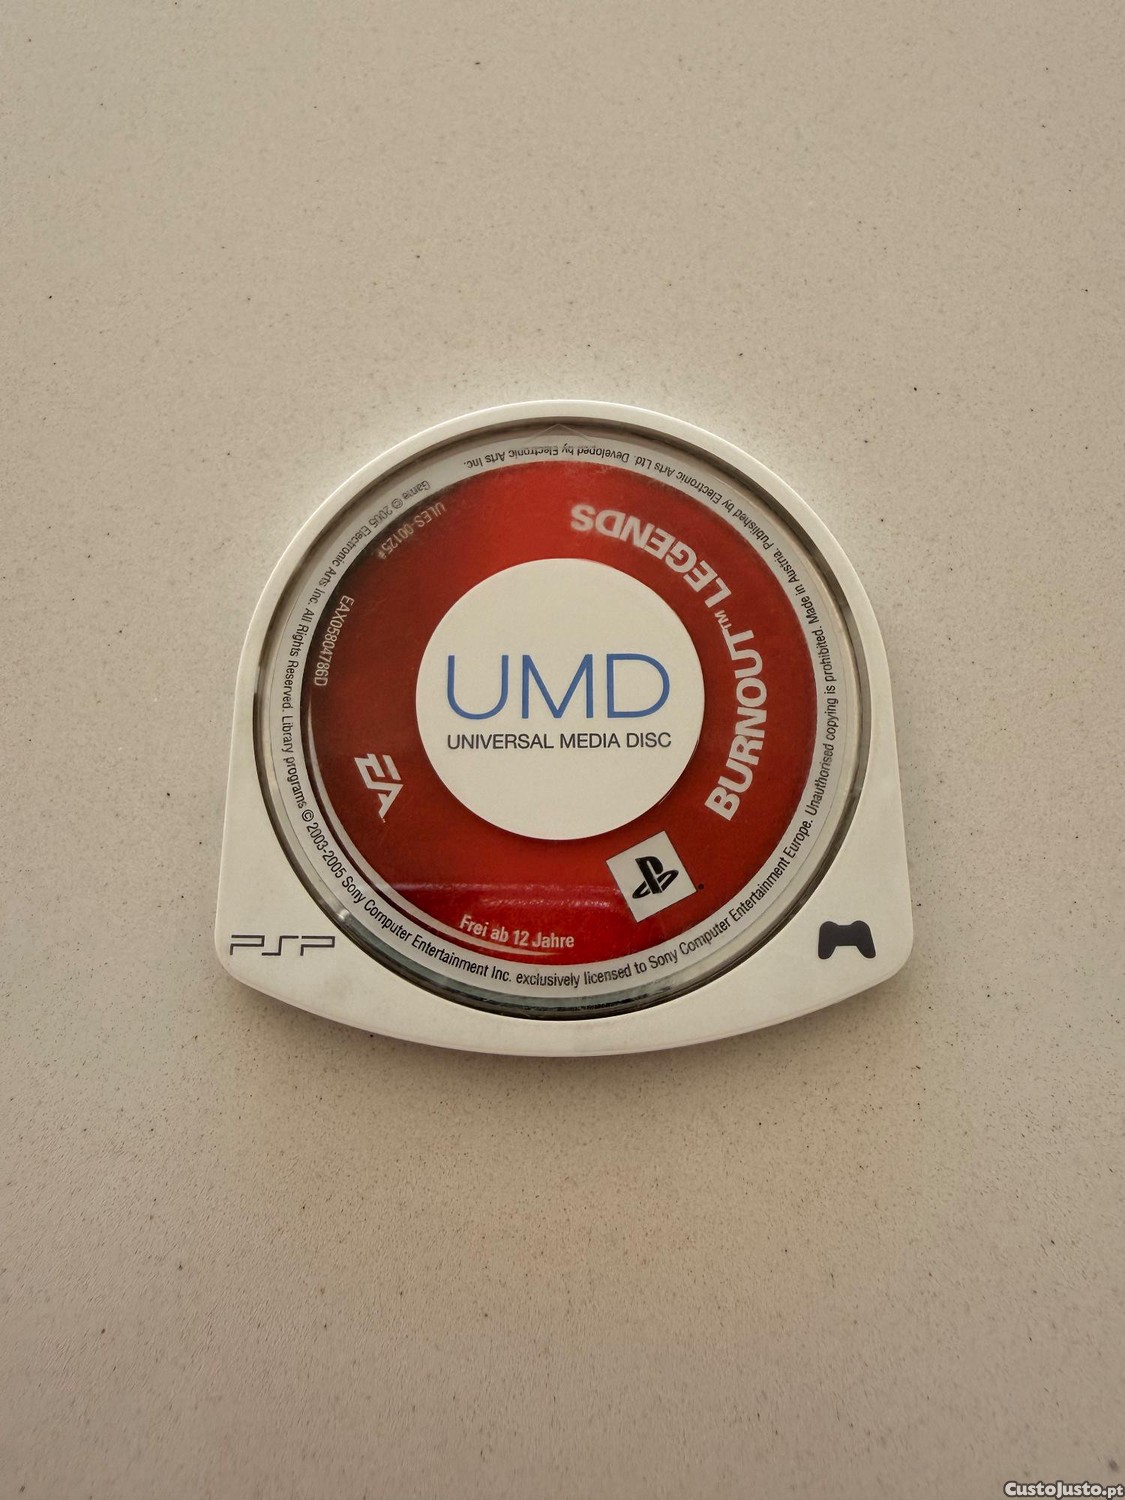 UMD
UNIVERSAL MEDIA DISC
BURNOUT™ LEGENDS
ULES-00125#
EAX05804786D
EA
Frei ab 12 Jahre
Game © 2005 Electronic Arts Inc. All Rights Reserved. Library programs © 2003-2005 Sony Computer Entertainment Inc. exclusively licensed to Sony Computer Entertainment Europe. Unauthorised copying is prohibited. Made in Austria. Published by Electronic Arts Ltd. Developed by Electronic Arts Inc.
PSP
CustoJusto.pt